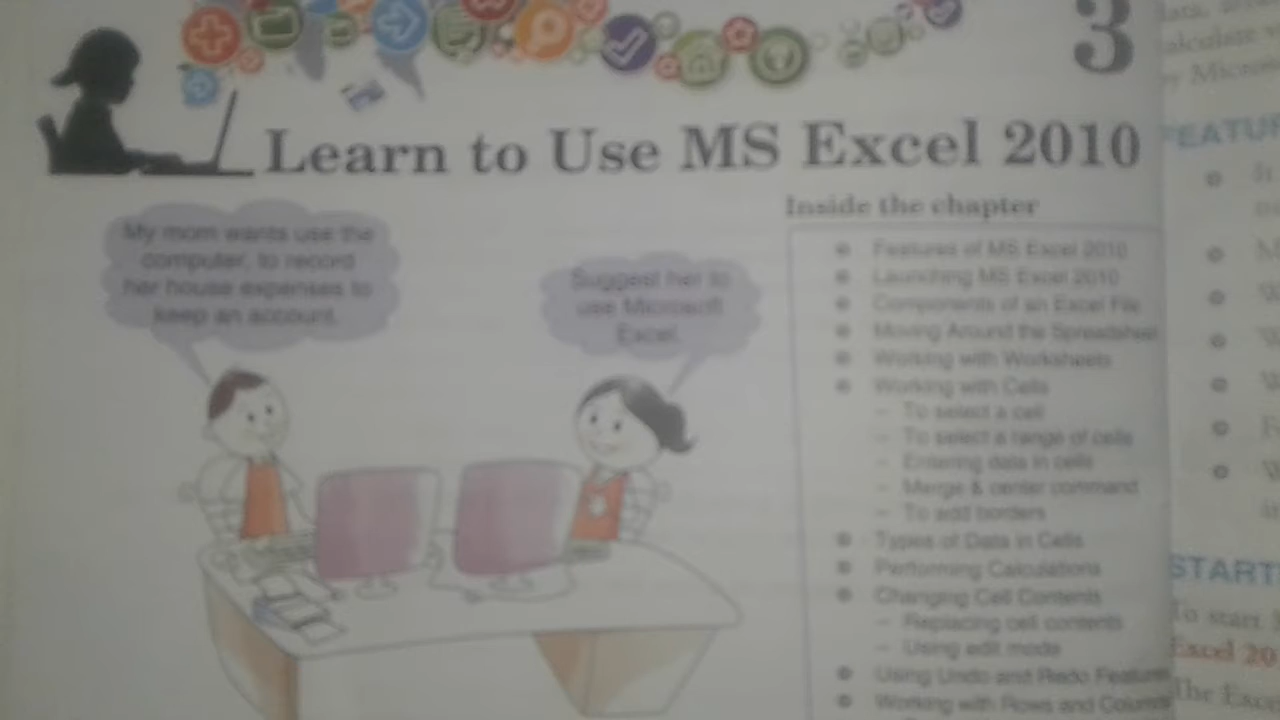 3
Learn to Use MS Excel 2010
My mom wants use the
computer, to record
her house expenses to
keep an account.
Suggest her to
use Microsoft
Excel.
Inside the chapter
Features of MS Excel 2010
Launching MS Excel 2010
Components of an Excel File
Moving Around the Spreadsheet
Working with Worksheets
Working with Cells
– To select a cell
– To select a range of cells
– Entering data in cells
– Merge & center command
– To add borders
Types of Data in Cells
Performing Calculations
Changing Cell Contents
– Replacing cell contents
– Using edit mode
Using Undo and Redo Feature
Working with Rows and Column
FEATU
START
To start
Excel 20
The Exce